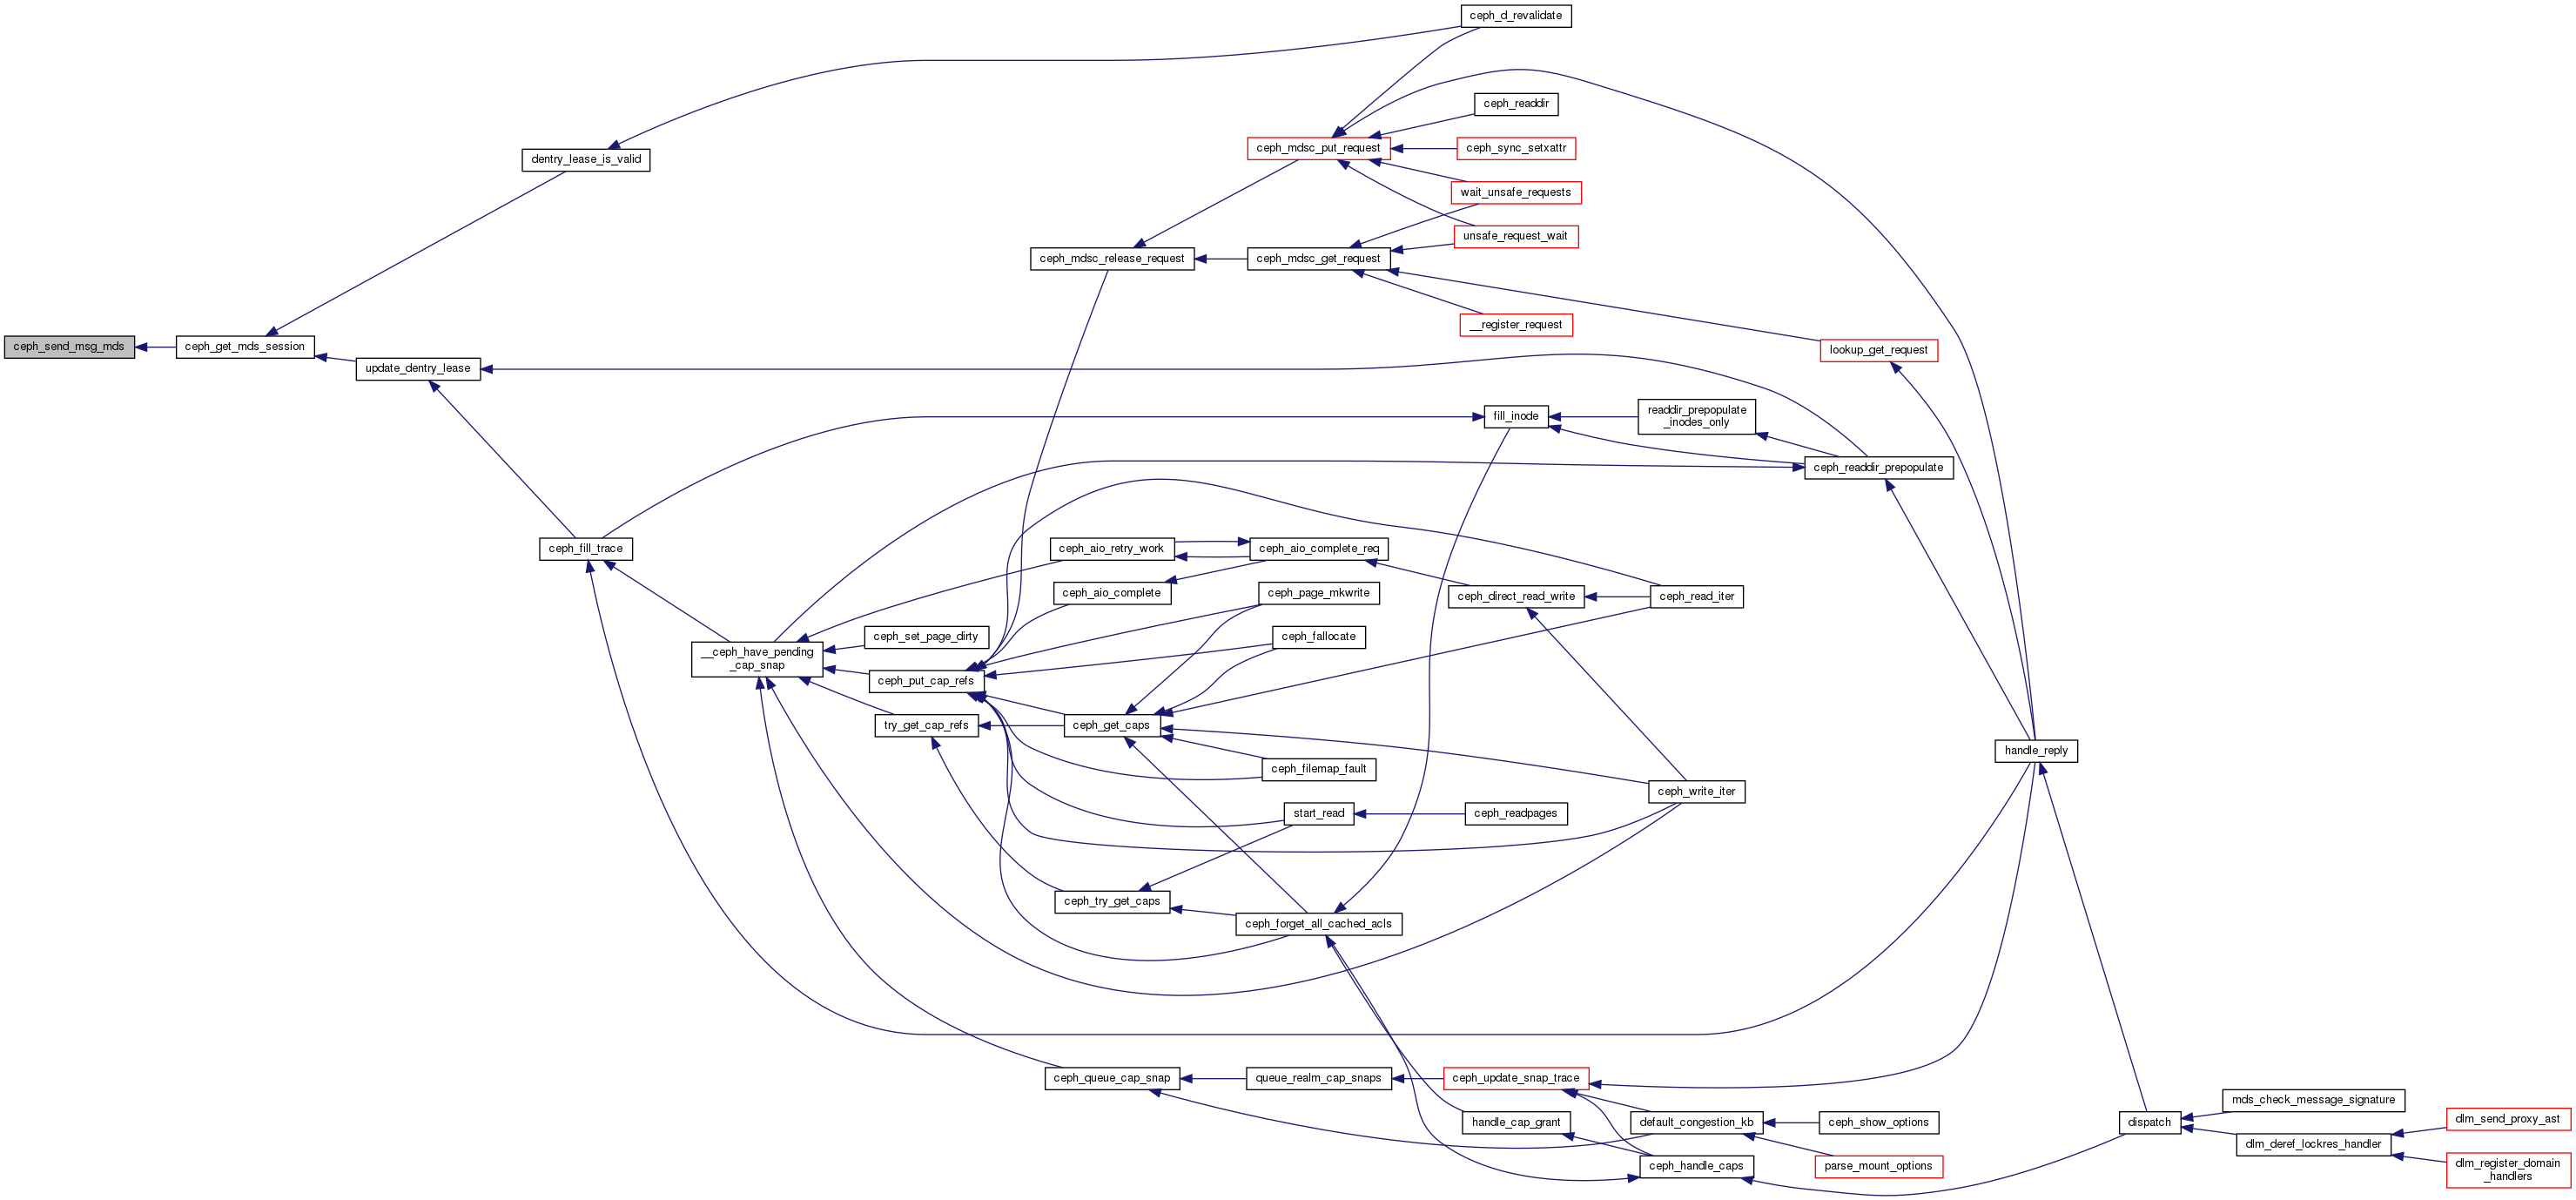 ceph_d_revalidate
ceph_readdir
ceph_mdsc_put_request
ceph_sync_setxattr
dentry_lease_is_valid
wait_unsafe_requests
unsafe_request_wait
ceph_mdsc_release_request
ceph_mdsc_get_request
__register_request
ceph_send_msg_mds
ceph_get_mds_session
lookup_get_request
update_dentry_lease
fill_inode
readdir_prepopulate
_inodes_only
ceph_readdir_prepopulate
ceph_fill_trace
ceph_aio_retry_work
ceph_aio_complete_req
ceph_aio_complete
ceph_page_mkwrite
ceph_direct_read_write
ceph_read_iter
ceph_set_page_dirty
ceph_fallocate
__ceph_have_pending
_cap_snap
ceph_put_cap_refs
try_get_cap_refs
ceph_get_caps
handle_reply
ceph_filemap_fault
ceph_write_iter
start_read
ceph_readpages
ceph_try_get_caps
ceph_forget_all_cached_acls
ceph_queue_cap_snap
queue_realm_cap_snaps
ceph_update_snap_trace
mds_check_message_signature
handle_cap_grant
default_congestion_kb
ceph_show_options
dispatch
dlm_send_proxy_ast
dlm_deref_lockres_handler
ceph_handle_caps
parse_mount_options
dlm_register_domain
_handlers